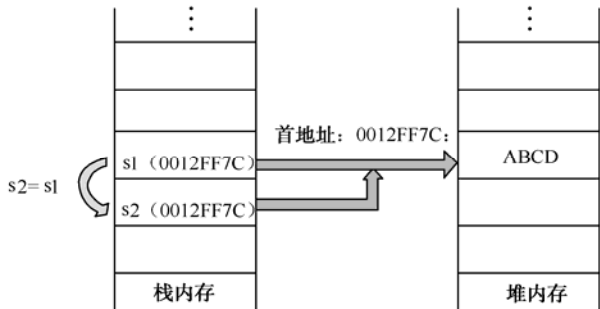 ⋮ ⋮
首地址：0012FF7C：
s1（0012FF7C） ABCD
s2= s1
s2（0012FF7C）
栈内存 堆内存